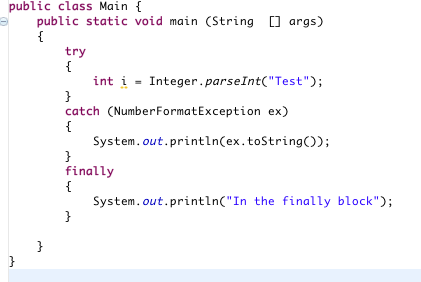 public class Main {
    public static void main (String  [] args)
    {
        try
        {
            int i = Integer.parseInt("Test");
        }
        catch (NumberFormatException ex)
        {
            System.out.println(ex.toString());
        }
        finally
        {
            System.out.println("In the finally block");
        }

    }
}